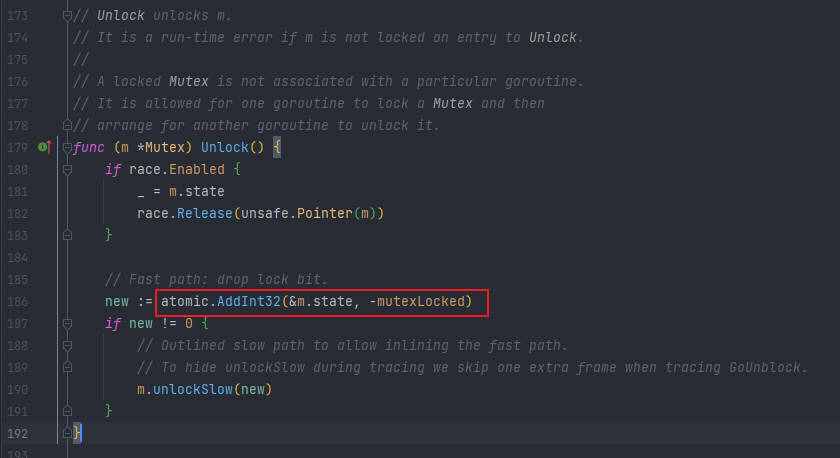 173 // Unlock unlocks m.
174 // It is a run-time error if m is not locked on entry to Unlock.
175 //
176 // A locked Mutex is not associated with a particular goroutine.
177 // It is allowed for one goroutine to lock a Mutex and then
178 // arrange for another goroutine to unlock it.
179 func (m *Mutex) Unlock() {
180     if race.Enabled {
181         _ = m.state
182         race.Release(unsafe.Pointer(m))
183     }
184
185     // Fast path: drop lock bit.
186     new := atomic.AddInt32(&m.state, -mutexLocked)
187     if new != 0 {
188         // Outlined slow path to allow inlining the fast path.
189         // To hide unlockSlow during tracing we skip one extra frame when tracing GoUnblock.
190         m.unlockSlow(new)
191     }
192 }
193